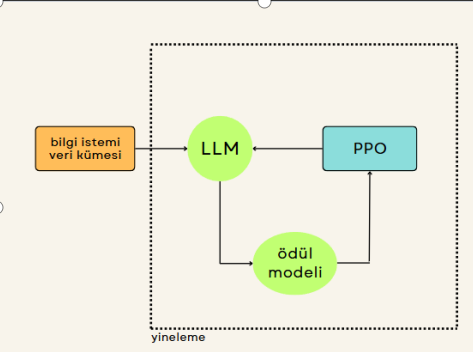 bilgi istemi
veri kümesi
LLM
PPO
ödül
modeli
yineleme